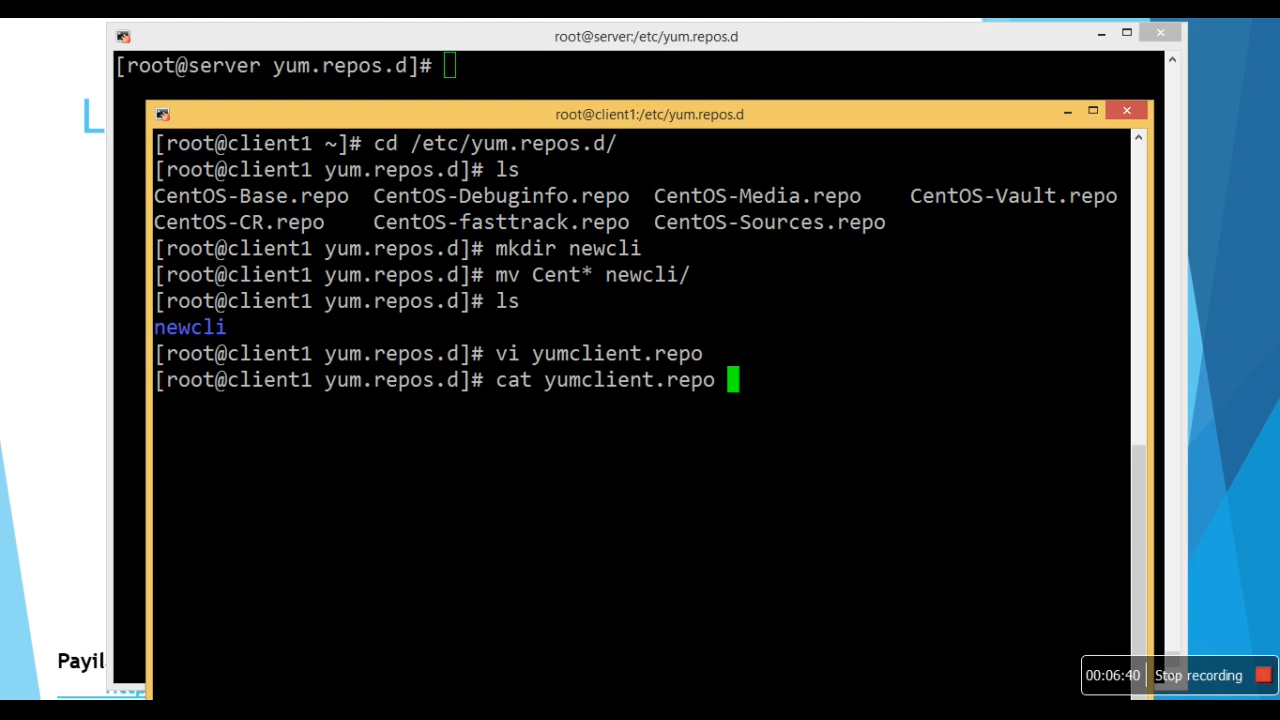 root@server:/etc/yum.repos.d
[root@server yum.repos.d]#
L
root@client1:/etc/yum.repos.d
[root@client1 ~]# cd /etc/yum.repos.d/
[root@client1 yum.repos.d]# ls
CentOS-Base.repo CentOS-Debuginfo.repo CentOS-Media.repo CentOS-Vault.repo
CentOS-CR.repo CentOS-fasttrack.repo CentOS-Sources.repo
[root@client1 yum.repos.d]# mkdir newcli
[root@client1 yum.repos.d]# mv Cent* newcli/
[root@client1 yum.repos.d]# ls
newcli
[root@client1 yum.repos.d]# vi yumclient.repo
[root@client1 yum.repos.d]# cat yumclient.repo
Payil
00:06:40 Stop recording